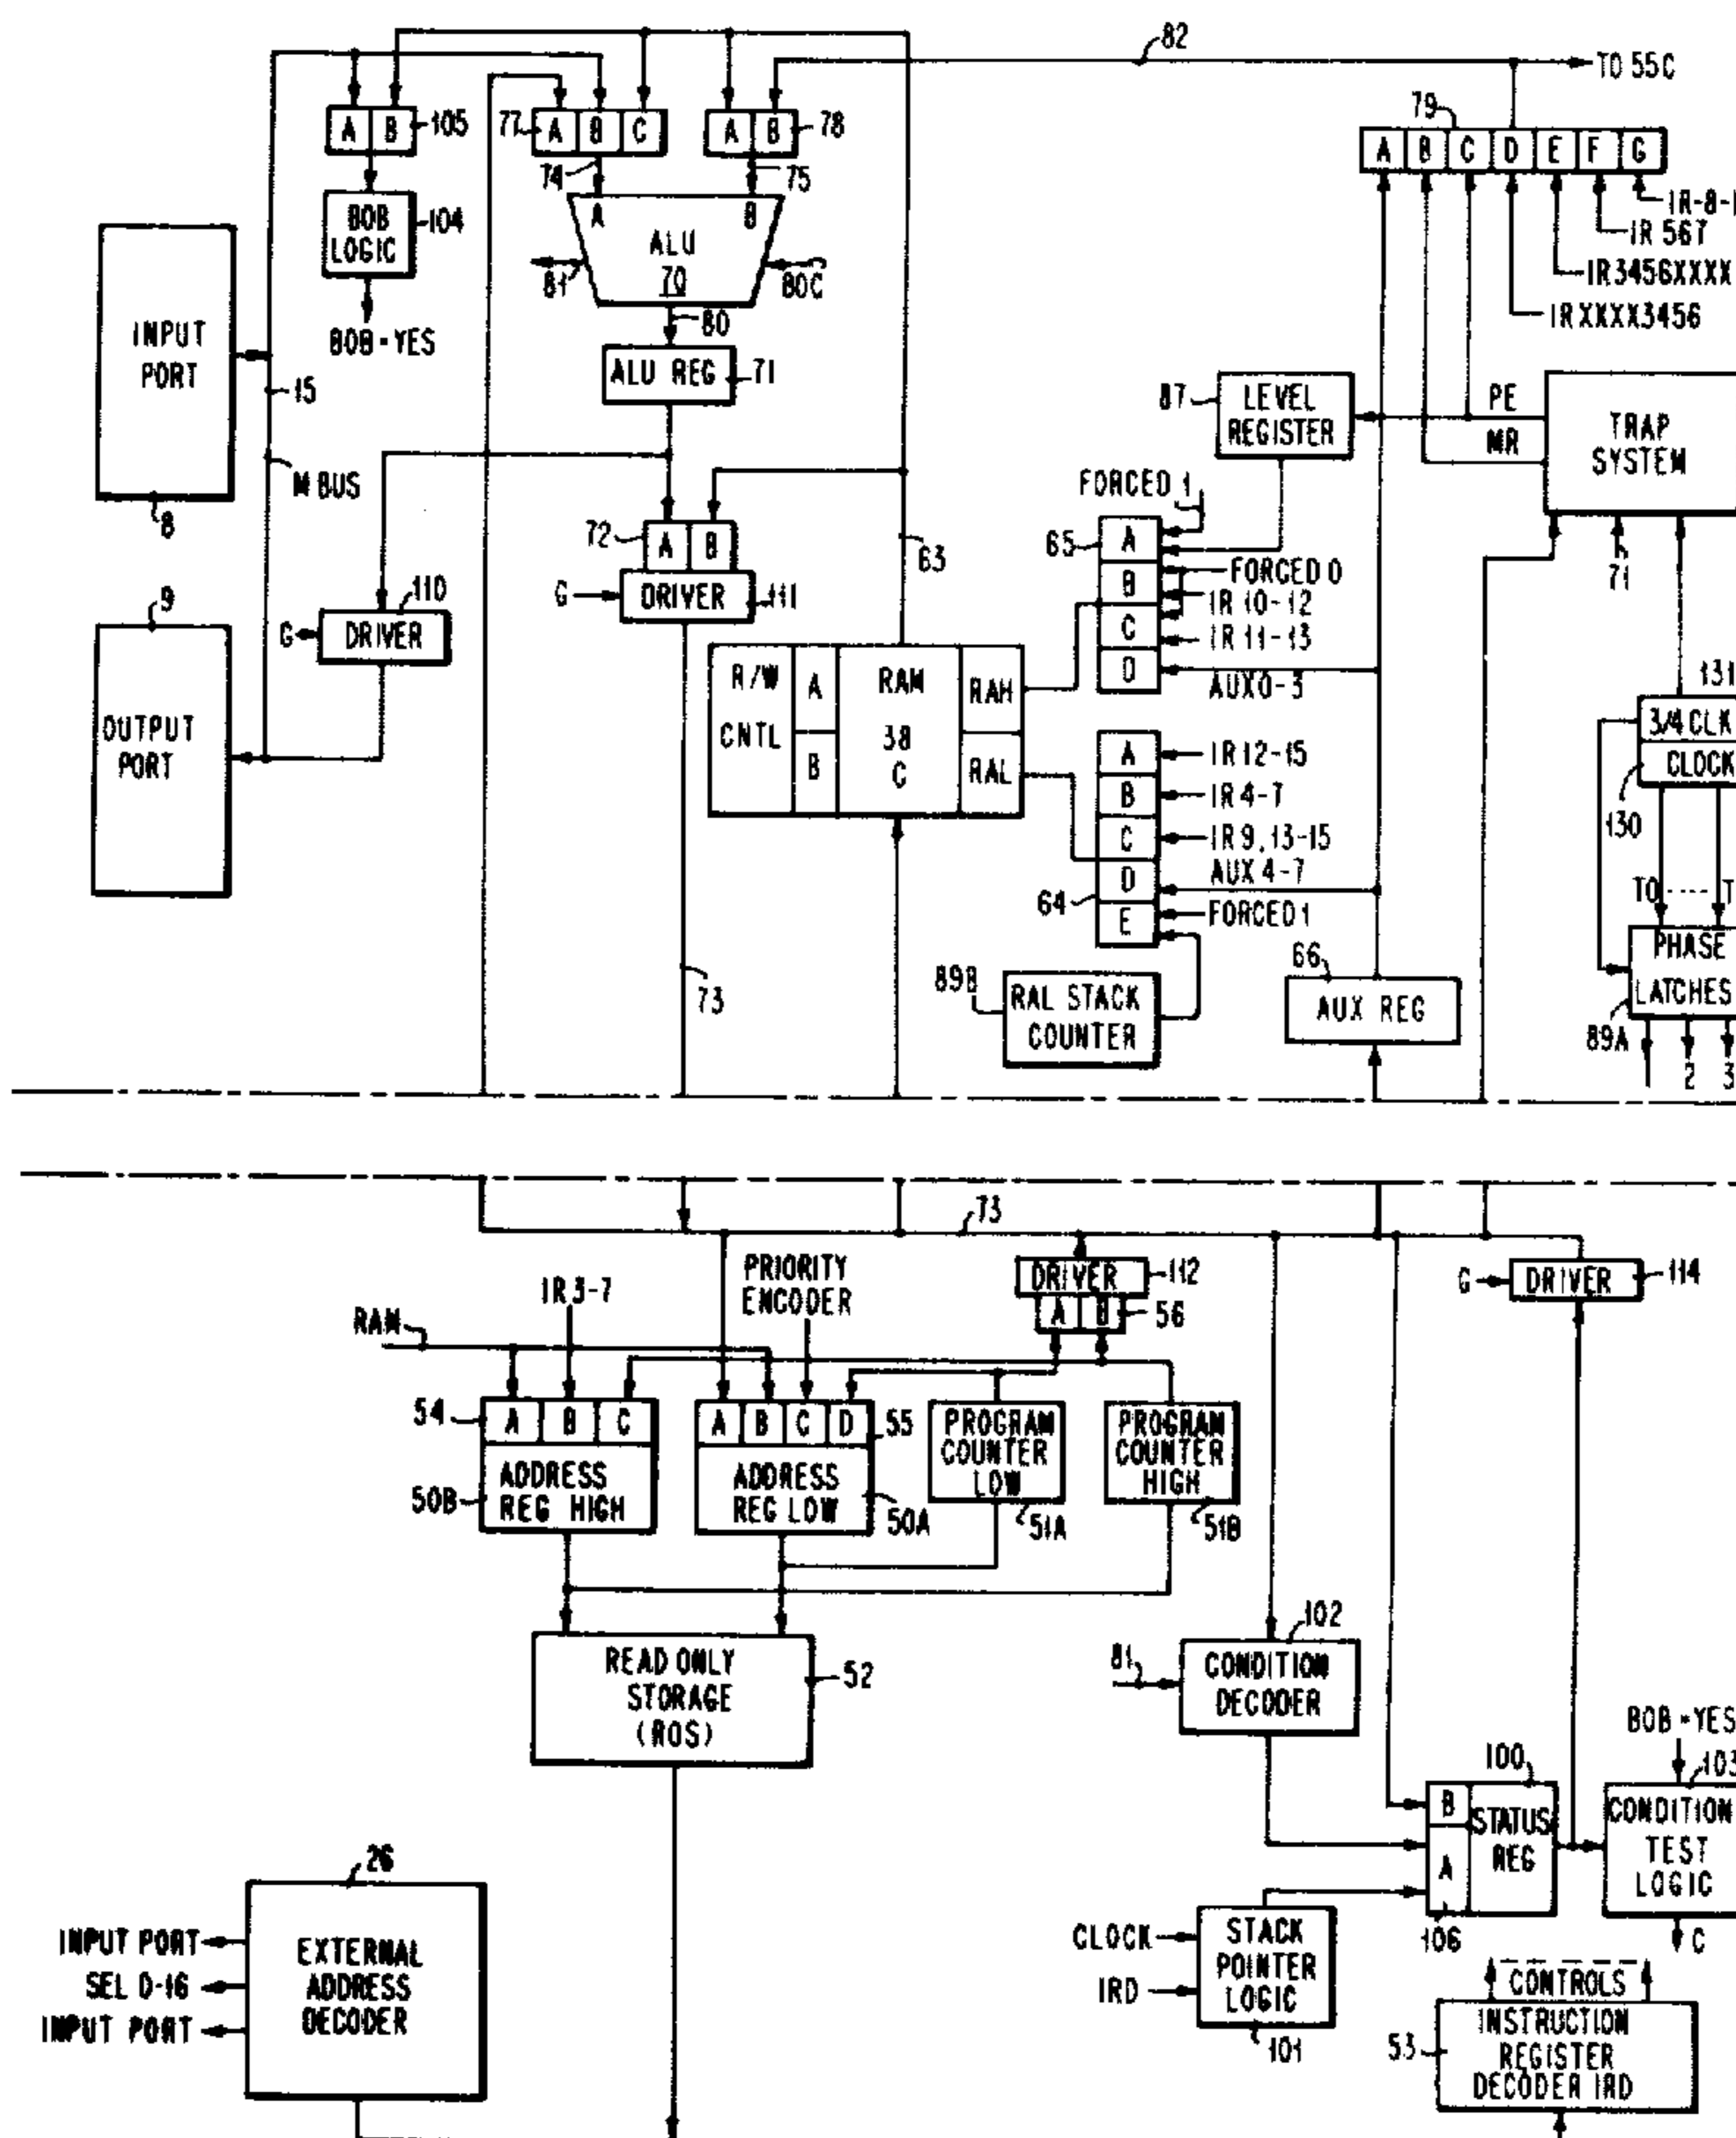 82
TO 55C
79
A B 105
77 A B C
A B 78
A B C D E F G
74
75
IR-8-1
BOB
LOGIC 104
A B
ALU
70
81
80C
IR 567
IR3456XXXX
IRXXXX3456
INPUT
PORT
BOB-YES
80
ALU REG 71
15
87 LEVEL
REGISTER
PE
MR
TRAP
SYSTEM
M BUS
8
FORCED 1
72 A B
63
65 A
B
C
D
71
FORCED 0
G DRIVER 111
IR 10-12
IR 11-13
AUX 0-3
9
110
G DRIVER
R/W
CNTL
A
B
RAM
38
C
RAH
RAL
131
3/4 CLK
CLOCK
130
OUTPUT
PORT
A IR 12-15
B IR 4-7
C IR 9, 13-15
D AUX 4-7
64
E FORCED 1
T0 ---- T
PHASE
LATCHES
89A
2 3
73
89B RAL STACK
COUNTER
66
AUX REG
73
PRIORITY
ENCODER
IR 3-7
RAM
DRIVER 112
A B 56
G DRIVER 114
54 A B C
A B C D 55
50B ADDRESS
REG HIGH
ADDRESS
REG LOW
50A
PROGRAM
COUNTER
LOW
51A
PROGRAM
COUNTER
HIGH
51B
READ ONLY
STORAGE
(ROS)
52
102
81 CONDITION
DECODER
BOB-YES
103
100
B
A
STATUS
REG
106
CONDITION
TEST
LOGIC
C
26
EXTERNAL
ADDRESS
DECODER
INPUT PORT
SEL 0-16
INPUT PORT
CLOCK
IRD
STACK
POINTER
LOGIC
101
CONTROLS
53 INSTRUCTION
REGISTER
DECODER IRD